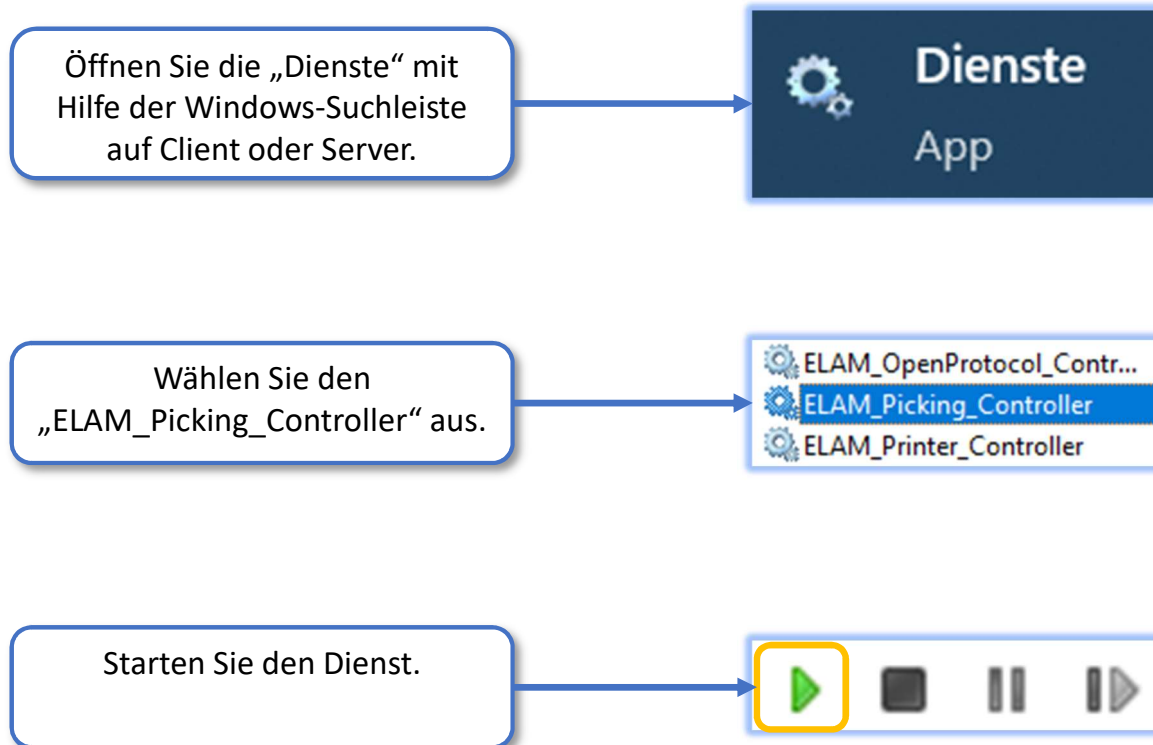 Öffnen Sie die „Dienste“ mit
Hilfe der Windows-Suchleiste
auf Client oder Server.
Dienste
App
Wählen Sie den
„ELAM_Picking_Controller“ aus.
ELAM_OpenProtocol_Contr...
ELAM_Picking_Controller
ELAM_Printer_Controller
Starten Sie den Dienst.